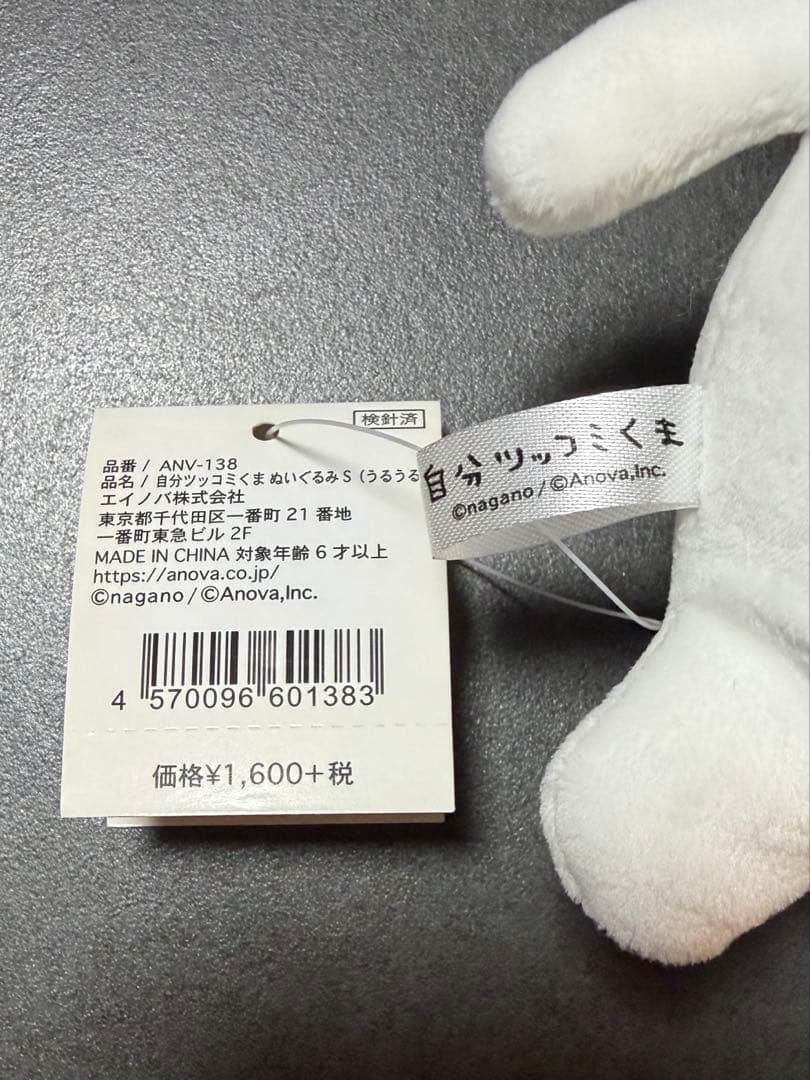 検針済
品番 / ANV-138
品名 / 自分ツッコミくま ぬいぐるみ S（うるうる
エイノバ株式会社
東京都千代田区一番町 21 番地
一番町東急ビル 2F
MADE IN CHINA 対象年齢 6 才以上
https://anova.co.jp/
©nagano / ©Anova,Inc.
4 570096 601383
価格¥1,600+税
自分ツッコミくま
©nagano / ©Anova,Inc.